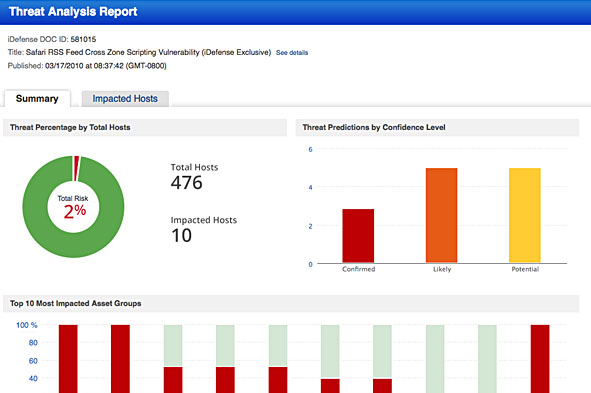 Threat Analysis Report
iDefense DOC ID: 581015
Title: Safari RSS Feed Cross Zone Scripting Vulnerability (iDefense Exclusive) See details
Published: 03/17/2010 at 08:37:42 (GMT-0800)
Summary
Impacted Hosts
Threat Percentage by Total Hosts
Total Risk
2%
Total Hosts
476
Impacted Hosts
10
Threat Predictions by Confidence Level
6
4
2
0
Confirmed
Likely
Potential
Top 10 Most Impacted Asset Groups
100 %
80
60
40